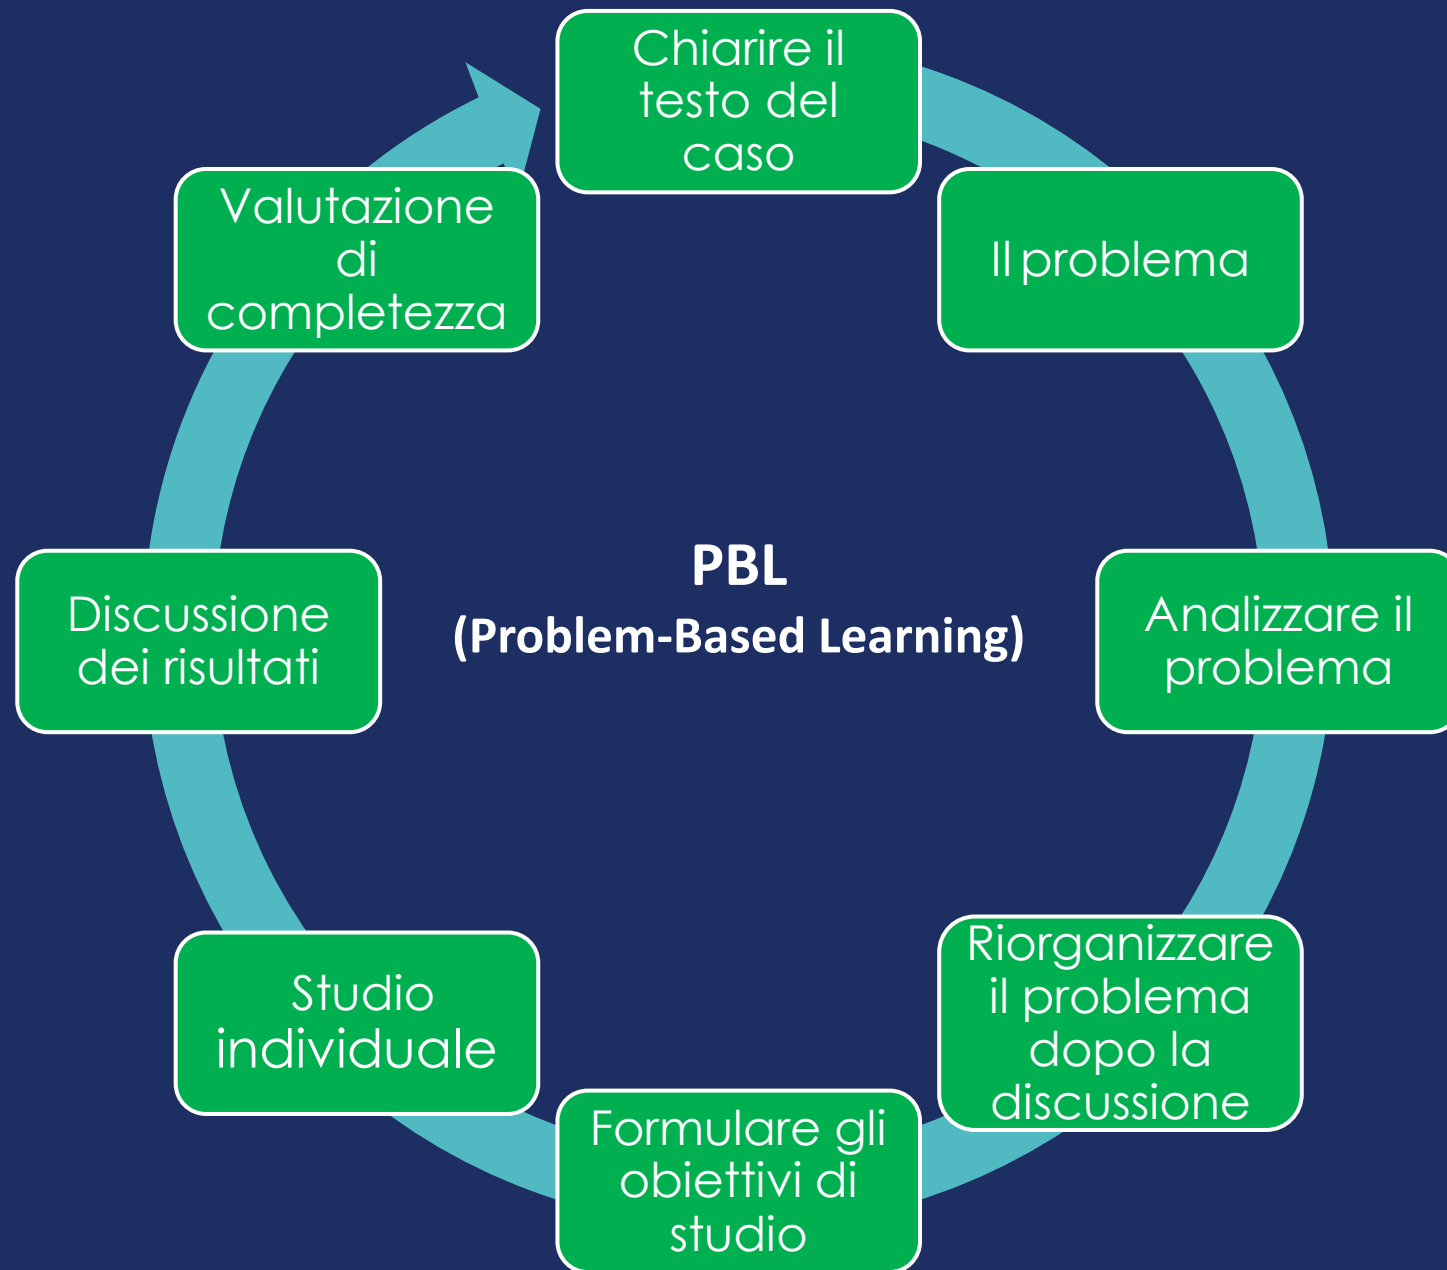 Chiarire il
testo del
caso
Il problema
Analizzare il
problema
Riorganizzare
il problema
dopo la
discussione
Formulare gli
obiettivi di
studio
Studio
individuale
Discussione
dei risultati
Valutazione
di
completezza
PBL
(Problem-Based Learning)